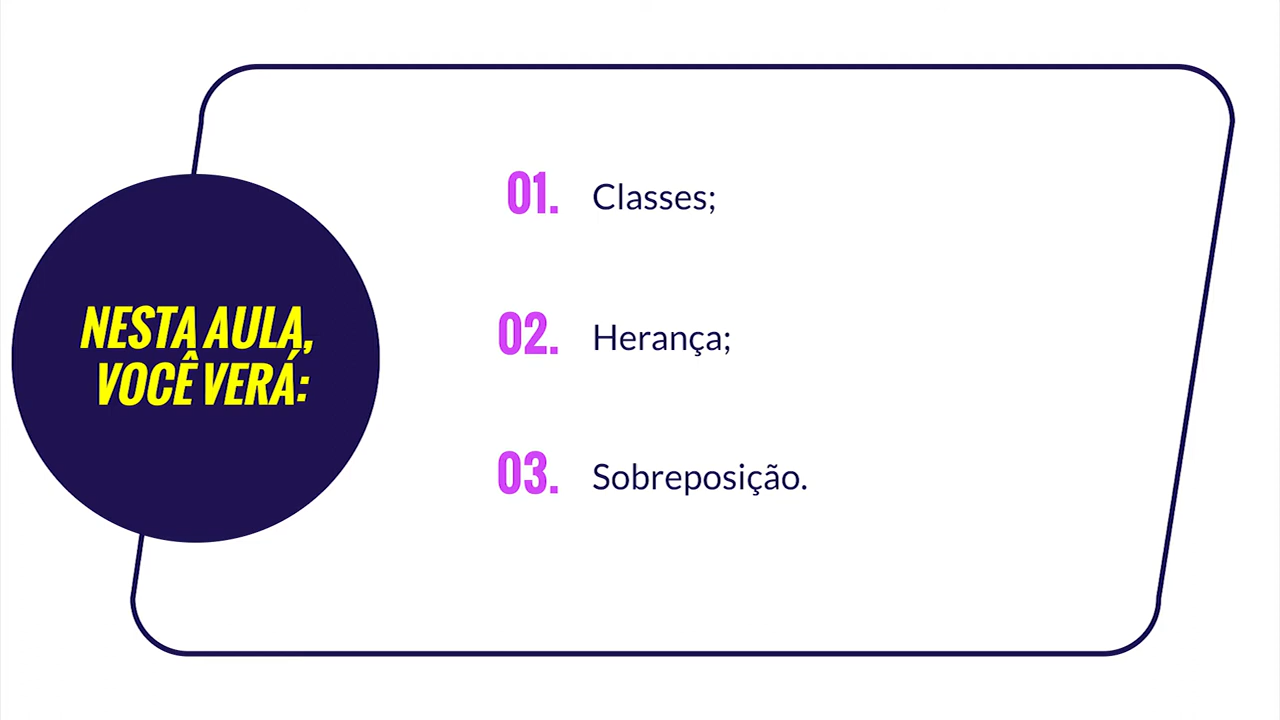 NESTA AULA,
VOCÊ VERÁ:
01. Classes;
02. Herança;
03. Sobreposição.